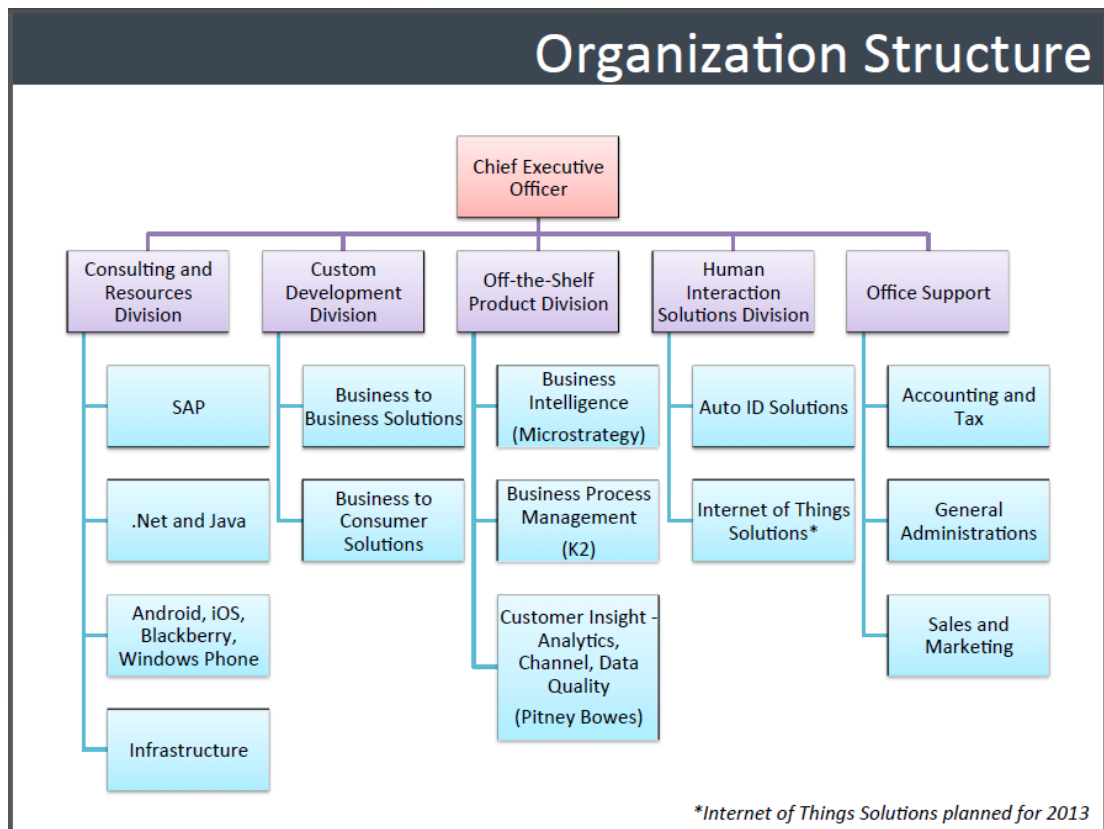 Organization Structure
Chief Executive
Officer
Consulting and
Resources
Division
Custom
Development
Division
Off-the-Shelf
Product Division
Human
Interaction
Solutions Division
Office Support
SAP
.Net and Java
Android, iOS,
Blackberry,
Windows Phone
Infrastructure
Business to
Business Solutions
Business to
Consumer
Solutions
Business
Intelligence
(Microstrategy)
Business Process
Management
(K2)
Customer Insight -
Analytics,
Channel, Data
Quality
(Pitney Bowes)
Auto ID Solutions
Internet of Things
Solutions*
Accounting and
Tax
General
Administrations
Sales and
Marketing
*Internet of Things Solutions planned for 2013